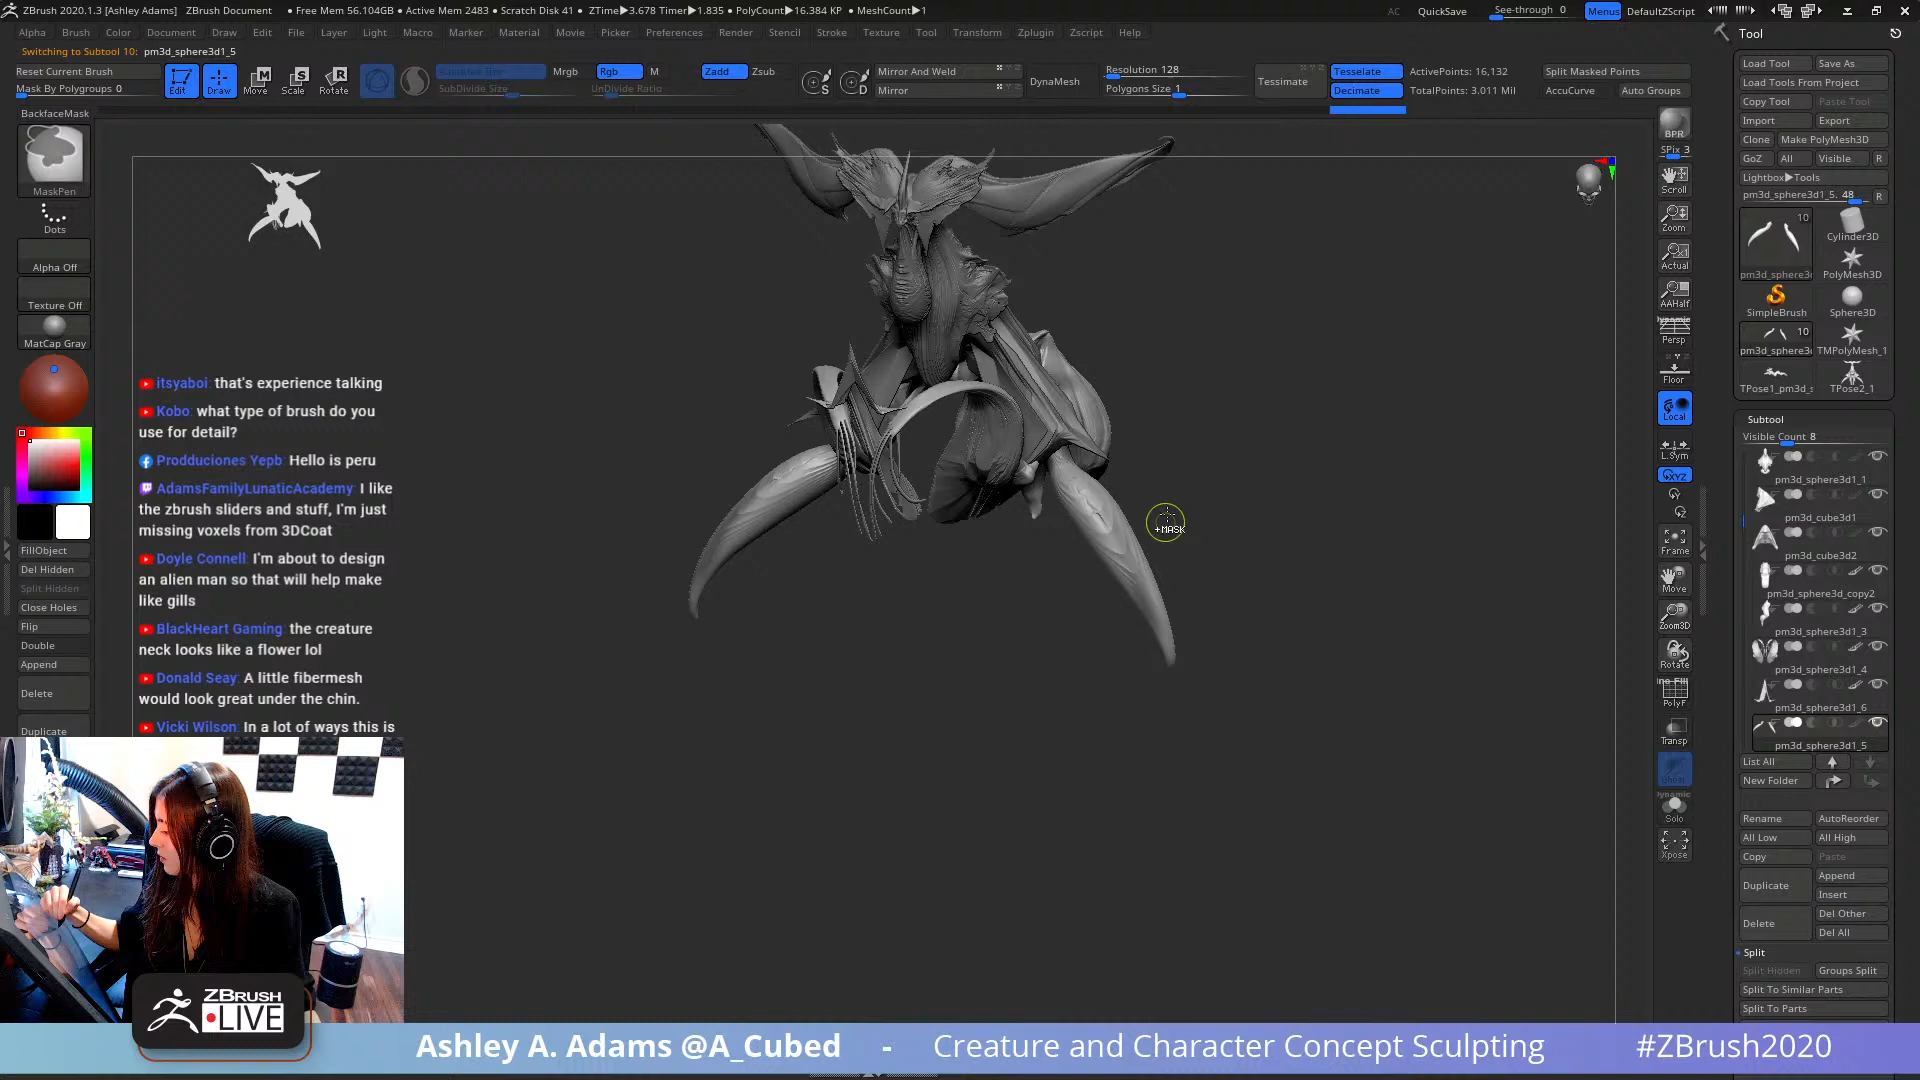 ZBrush 2020.1.3 [Ashley Adams] ZBrush Document • Free Mem 56.104GB • Active Mem 2483 • Scratch Disk 41 • ZTime▶3.678 Timer▶1.835 • PolyCount▶16.384 KP • MeshCount▶1
AC QuickSave See-through 0 Menus DefaultZScript
Alpha Brush Color Document Draw Edit File Layer Light Macro Marker Material Movie Picker Preferences Render Stencil Stroke Texture Tool Transform Zplugin Zscript Help
Tool
Switching to Subtool 10: pm3d_sphere3d1_5
Reset Current Brush
Mask By Polygroups 0
Edit Draw Move Scale Rotate
SubDivide Size
Mrgb Rgb M
UnDivide Ratio
Zadd Zsub
S D
Mirror And Weld
Mirror
DynaMesh
Resolution 128
Polygons Size 1
Tessimate
Tesselate
Decimate
ActivePoints: 16,132
TotalPoints: 3.011 Mil
Split Masked Points
AccuCurve Auto Groups
BackfaceMask
MaskPen
Dots
Alpha Off
Texture Off
MatCap Gray
FillObject
Del Hidden
Split Hidden
Close Holes
Flip
Double
Append
Delete
Duplicate
itsyaboi: that's experience talking
Kobo: what type of brush do you
use for detail?
Prodduciones Yepb: Hello is peru
AdamsFamilyLunaticAcademy: I like
the zbrush sliders and stuff, I'm just
missing voxels from 3DCoat
Doyle Connell: I'm about to design
an alien man so that will help make
like gills
BlackHeart Gaming: the creature
neck looks like a flower lol
Donald Seay: A little fibermesh
would look great under the chin.
Vicki Wilson: In a lot of ways this is
+MASK
BPR
SPix 3
Scroll
Zoom
Actual
AAHalf
Dynamic
Persp
Floor
Local
L.Sym
XYZ
Frame
Move
Zoom3D
Rotate
PolyF
Transp
Ghost
Dynamic
Solo
Xpose
Load Tool Save As
Load Tools From Project
Copy Tool Paste Tool
Import Export
Clone Make PolyMesh3D
GoZ All Visible R
Lightbox▶Tools
pm3d_sphere3d1_5. 48 R
10
pm3d_sphere3
Cylinder3D
PolyMesh3D
SimpleBrush Sphere3D
10
pm3d_sphere3 TMPolyMesh_1
TPose1_pm3d_s TPose2_1
Subtool
Visible Count 8
pm3d_sphere3d1_1
pm3d_cube3d1
pm3d_cube3d2
pm3d_sphere3d_copy2
pm3d_sphere3d1_3
pm3d_sphere3d1_4
pm3d_sphere3d1_6
pm3d_sphere3d1_5
List All
New Folder
Rename AutoReorder
All Low All High
Copy Paste
Duplicate Append
Insert
Delete Del Other
Del All
Split
Split Hidden Groups Split
Split To Similar Parts
Split To Parts
ZBRUSH
LIVE
Ashley A. Adams @A_Cubed - Creature and Character Concept Sculpting #ZBrush2020